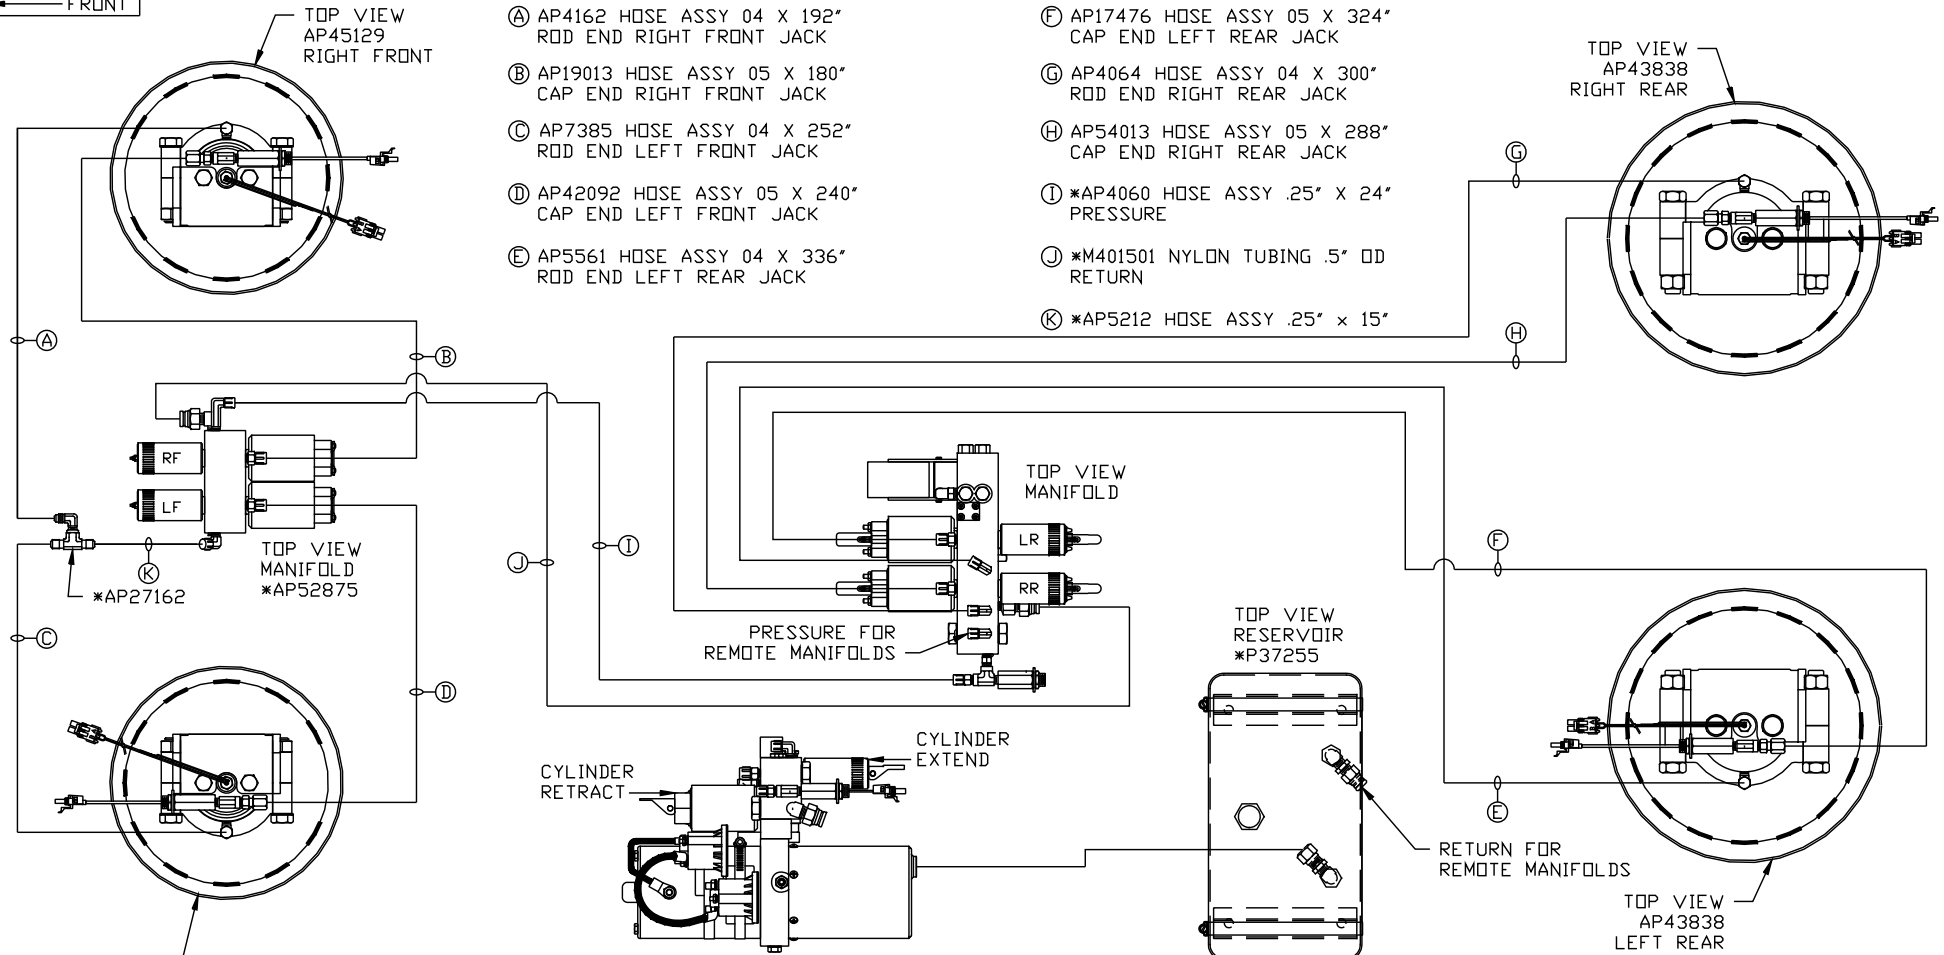 FRONT
TOP VIEW
AP45129
RIGHT FRONT
Ⓐ AP4162 HOSE ASSY 04 X 192"
ROD END RIGHT FRONT JACK
Ⓑ AP19013 HOSE ASSY 05 X 180"
CAP END RIGHT FRONT JACK
Ⓒ AP7385 HOSE ASSY 04 X 252"
ROD END LEFT FRONT JACK
Ⓓ AP42092 HOSE ASSY 05 X 240"
CAP END LEFT FRONT JACK
Ⓔ AP5561 HOSE ASSY 04 X 336"
ROD END LEFT REAR JACK
Ⓕ AP17476 HOSE ASSY 05 X 324"
CAP END LEFT REAR JACK
Ⓖ AP4064 HOSE ASSY 04 X 300"
ROD END RIGHT REAR JACK
Ⓗ AP54013 HOSE ASSY 05 X 288"
CAP END RIGHT REAR JACK
Ⓘ *AP4060 HOSE ASSY .25" X 24"
PRESSURE
Ⓙ *M401501 NYLON TUBING .5" OD
RETURN
Ⓚ *AP5212 HOSE ASSY .25" x 15"
TOP VIEW
AP43838
RIGHT REAR
G
H
A
B
RF
LF
K
*AP27162
TOP VIEW
MANIFOLD
*AP52875
C
D
J
I
TOP VIEW
MANIFOLD
LR
RR
PRESSURE FOR
REMOTE MANIFOLDS
F
E
TOP VIEW
RESERVOIR
*P37255
CYLINDER
RETRACT
CYLINDER
EXTEND
RETURN FOR
REMOTE MANIFOLDS
TOP VIEW
AP43838
LEFT REAR